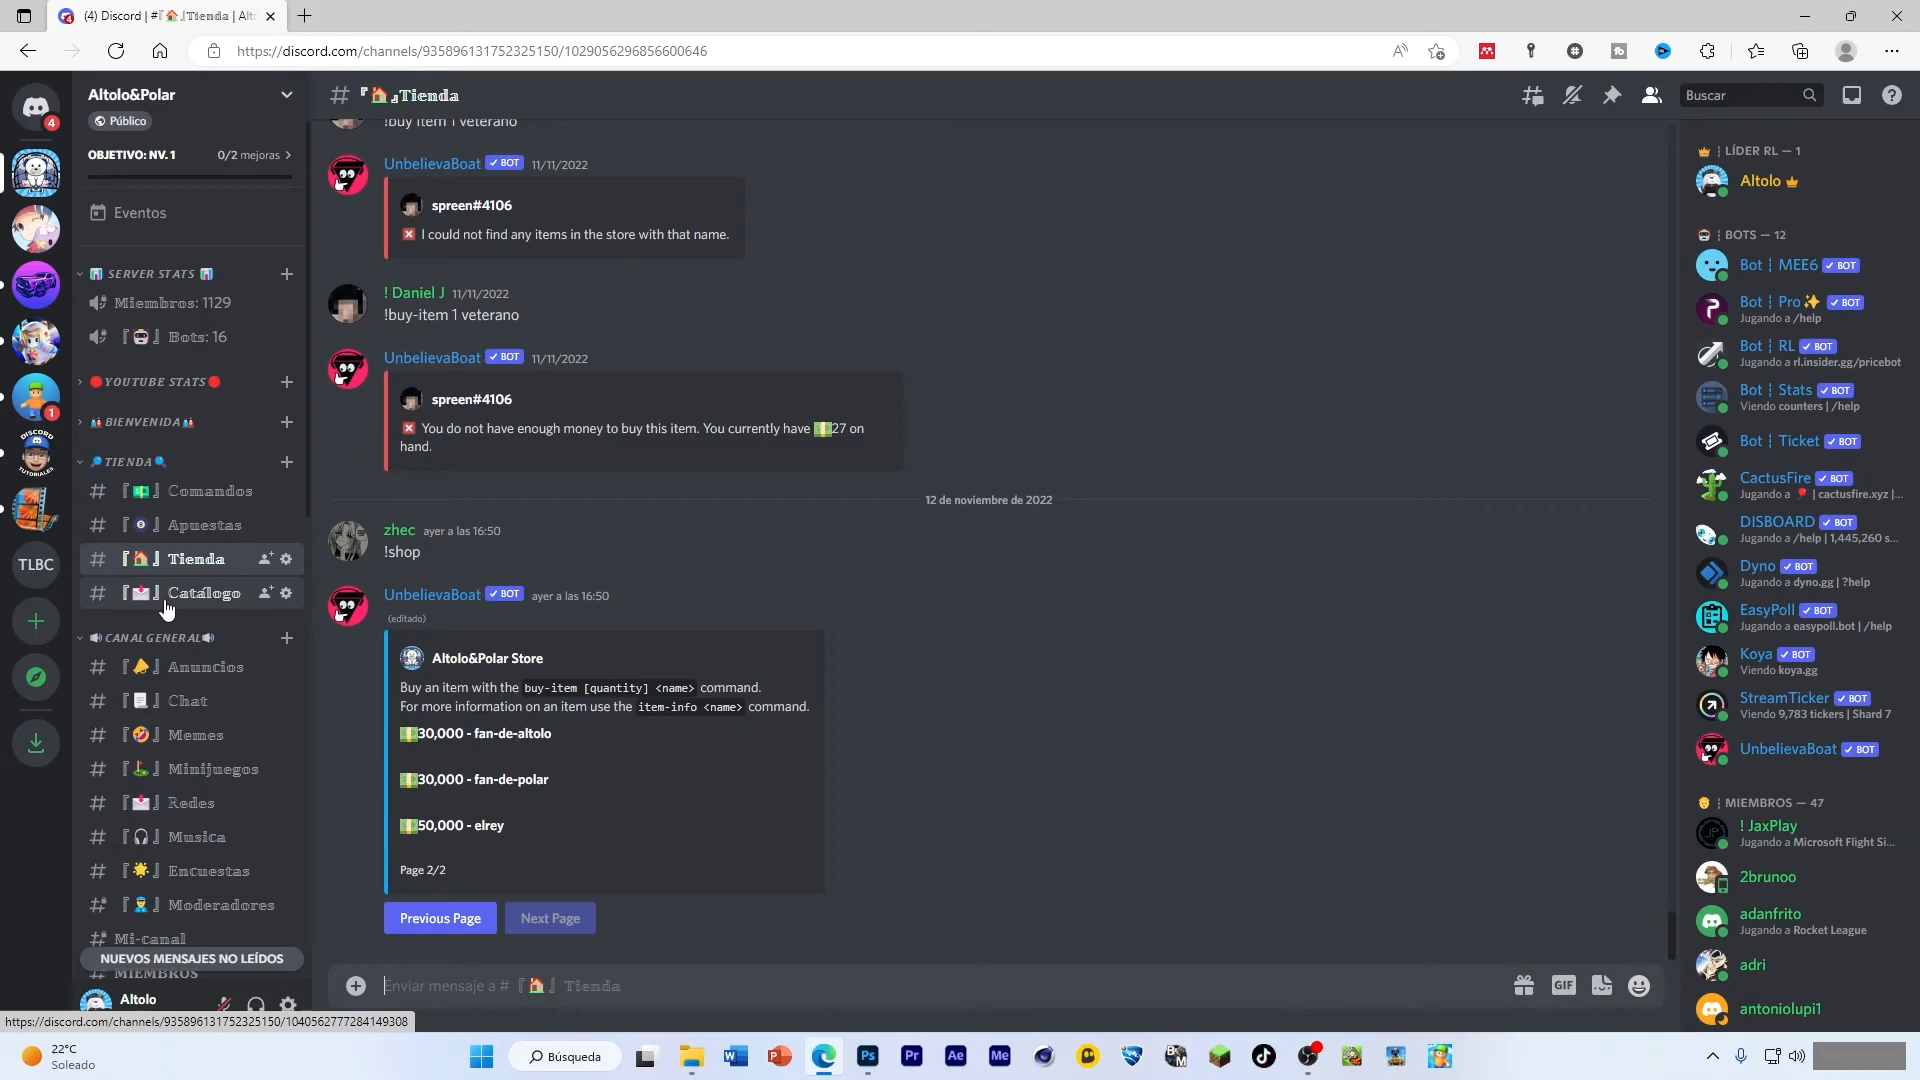 (4) Discord | #『🏠』Tienda | Alto
https://discord.com/channels/935896131752325150/1029056296856600646
Altolo&Polar
Público
OBJETIVO: NV. 1
0/2 mejoras
Eventos
SERVER STATS
Miembros: 1129
『🤖』 Bots: 16
YOUTUBE STATS
BIENVENIDA
TIENDA
『💵』 Comandos
『🎱』 Apuestas
『🏠』 Tienda
『📩』 Catálogo
CANAL GENERAL
『📣』 Anuncios
『📃』 Chat
『🤣』 Memes
『⛳』 Minijuegos
『📩』 Redes
『🎧』 Musica
『🌟』 Encuestas
『👮』 Moderadores
Mi-canal
NUEVOS MENSAJES NO LEÍDOS
MIEMBROS
Altolo
https://discord.com/channels/935896131752325150/1040562777284149308
TLBC
DISCORD
TUTORIALES
4
1
# 『🏠』Tienda
Buscar
!buy item 1 veterano
UnbelievaBoat ✓ BOT 11/11/2022
spreen#4106
❌ I could not find any items in the store with that name.
! Daniel J 11/11/2022
!buy-item 1 veterano
UnbelievaBoat ✓ BOT 11/11/2022
spreen#4106
❌ You do not have enough money to buy this item. You currently have 💵27 on
hand.
12 de noviembre de 2022
zhec ayer a las 16:50
!shop
UnbelievaBoat ✓ BOT ayer a las 16:50
(editado)
Altolo&Polar Store
Buy an item with the buy-item [quantity] <name> command.
For more information on an item use the item-info <name> command.
💵30,000 - fan-de-altolo
💵30,000 - fan-de-polar
💵50,000 - elrey
Page 2/2
Previous Page
Next Page
Enviar mensaje a # 『🏠』 Tienda
GIF
LÍDER RL — 1
Altolo
BOTS — 12
Bot ┊ MEE6 ✓ BOT
Bot ┊ Pro✨ ✓ BOT
Jugando a /help
Bot ┊ RL ✓ BOT
Jugando a rl.insider.gg/pricebot
Bot ┊ Stats ✓ BOT
Viendo counters | /help
Bot ┊ Ticket ✓ BOT
CactusFire ✓ BOT
Jugando a 🎈 | cactusfire.xyz |...
DISBOARD ✓ BOT
Jugando a /help | 1,445,260 s...
Dyno ✓ BOT
Jugando a dyno.gg | ?help
EasyPoll ✓ BOT
Jugando a easypoll.bot | /help
Koya ✓ BOT
Viendo koya.gg
StreamTicker ✓ BOT
Viendo 9,783 tickers | Shard 7
UnbelievaBoat ✓ BOT
MIEMBROS — 47
! JaxPlay
Jugando a Microsoft Flight Si...
2brunoo
adanfrito
Jugando a Rocket League
adri
antoniolupi1
22°C
Soleado
Búsqueda
Ps
Pr
Ae
Me